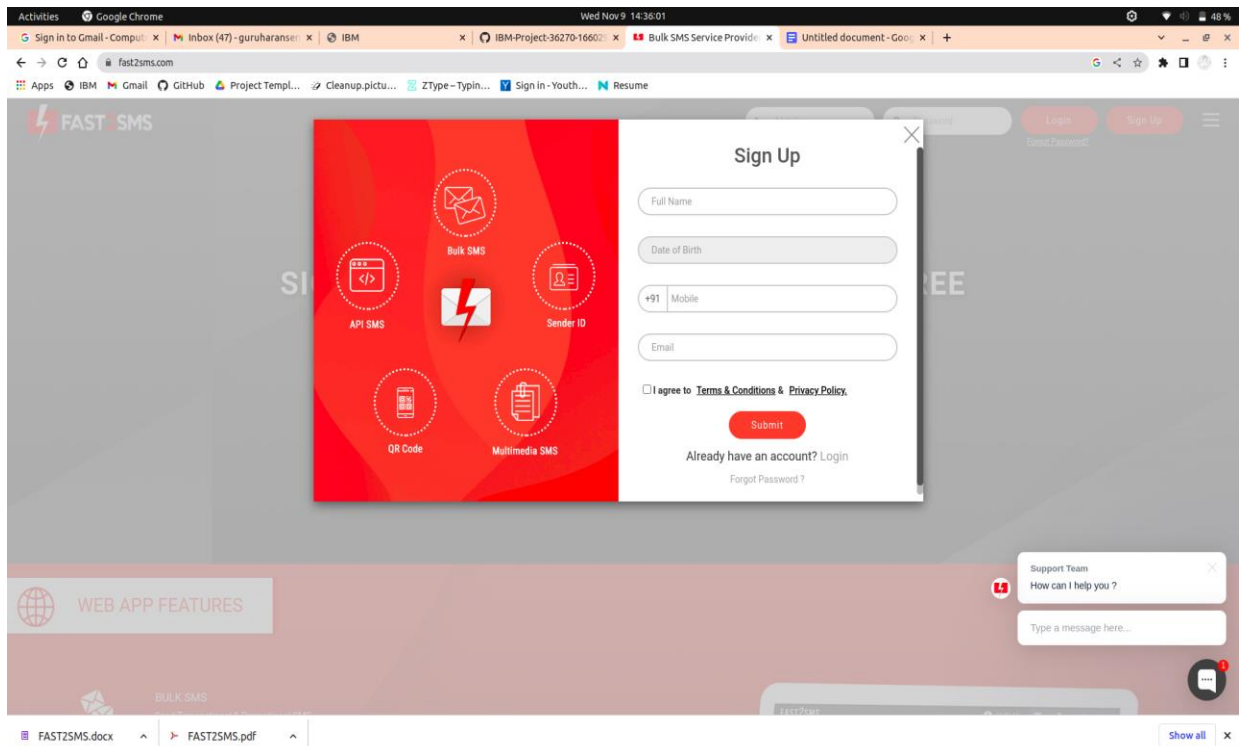 Activities Google Chrome Wed Nov 9 14:36:01 48 %
Sign in to Gmail - Comput Inbox (47) - guruharansen IBM IBM-Project-36270-16602 Bulk SMS Service Provide Untitled document - Goog
fast2sms.com
Apps IBM Gmail GitHub Project Templ... Cleanup.pictu... ZType – Typin... Sign in - Youth... Resume
FAST2SMS
Login Sign Up
Forgot Password?
Sign Up
Full Name
Date of Birth
+91 Mobile
Email
I agree to Terms & Conditions & Privacy Policy.
Submit
Already have an account? Login
Forgot Password ?
Bulk SMS
API SMS
Sender ID
QR Code
Multimedia SMS
SI
EE
WEB APP FEATURES
BULK SMS
Support Team
How can I help you ?
Type a message here...
1
FAST2SMS
FAST2SMS.docx FAST2SMS.pdf Show all